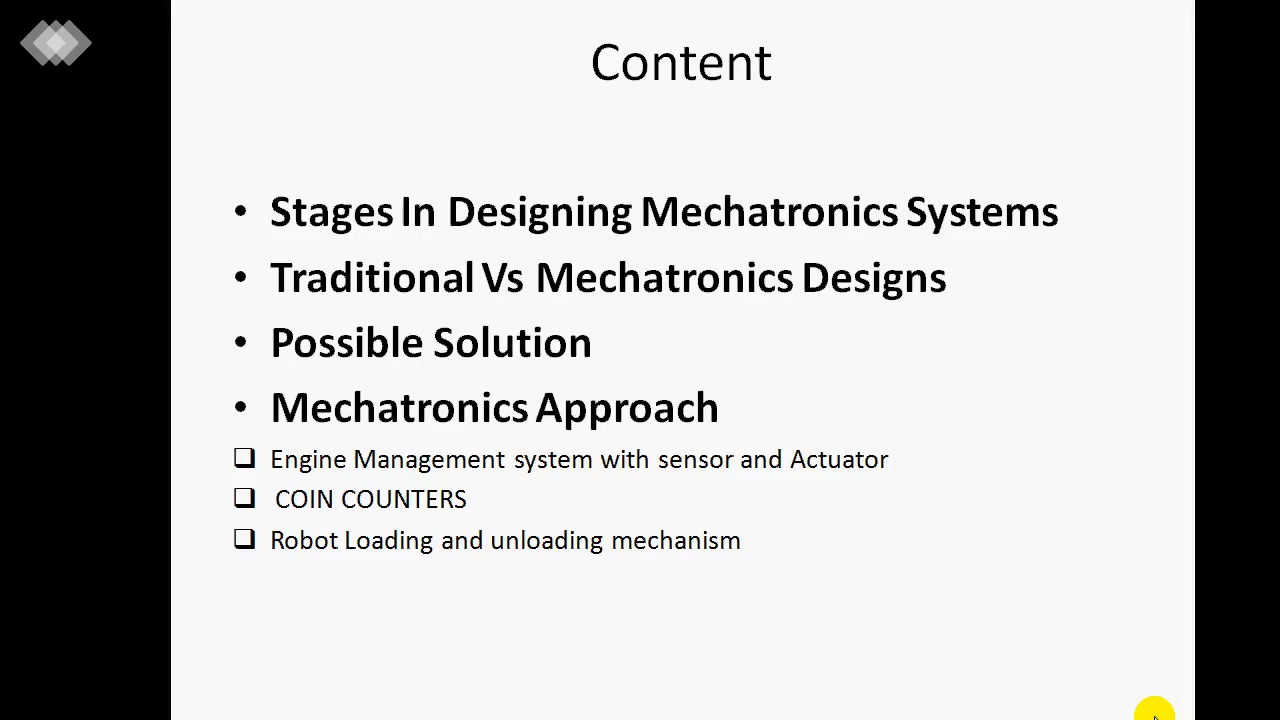 Content
• Stages In Designing Mechatronics Systems
• Traditional Vs Mechatronics Designs
• Possible Solution
• Mechatronics Approach
❑ Engine Management system with sensor and Actuator
❑ COIN COUNTERS
❑ Robot Loading and unloading mechanism